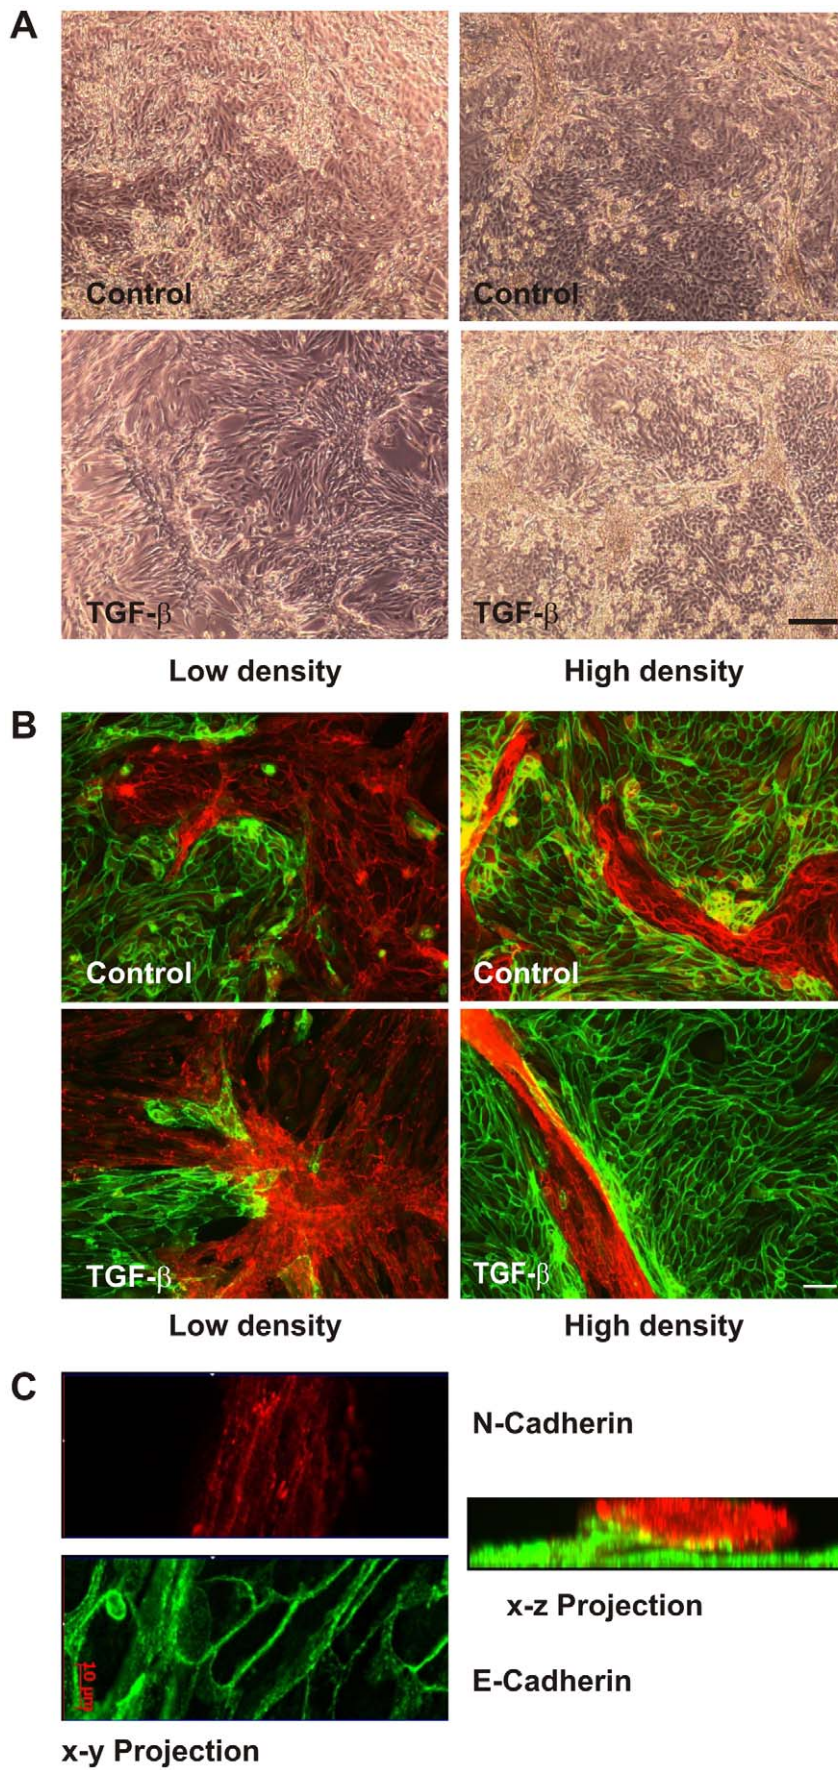 A
Control
Control
TGF-β
TGF-β
Low density
High density
B
Control
Control
TGF-β
TGF-β
Low density
High density
C
N-Cadherin
x-z Projection
10 µm
E-Cadherin
x-y Projection